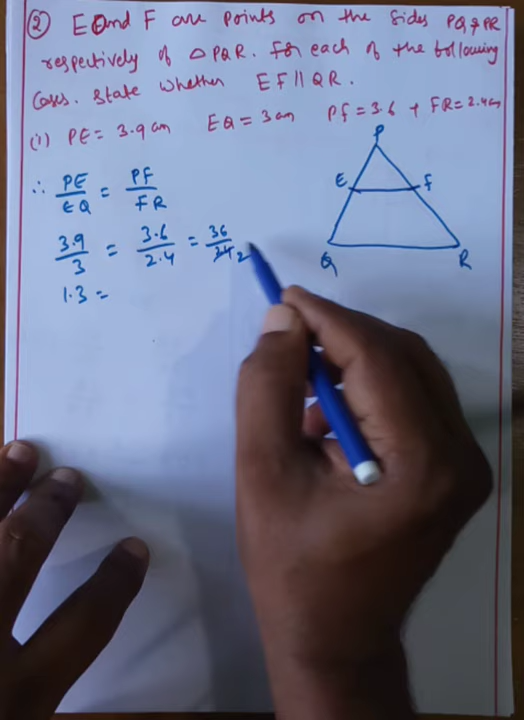 ② E and F are points on the sides PQ & PR
respectively of △PQR. for each of the following
Cases. State whether EF || QR.
(i) PE = 3.9 cm EQ = 3 cm Pf = 3.6 + FR = 2.4 cm
P
E F
Q R
∴ PE/EQ = PF/FR
3.9/3 = 3.6/2.4 = 36/24 2
1.3 =